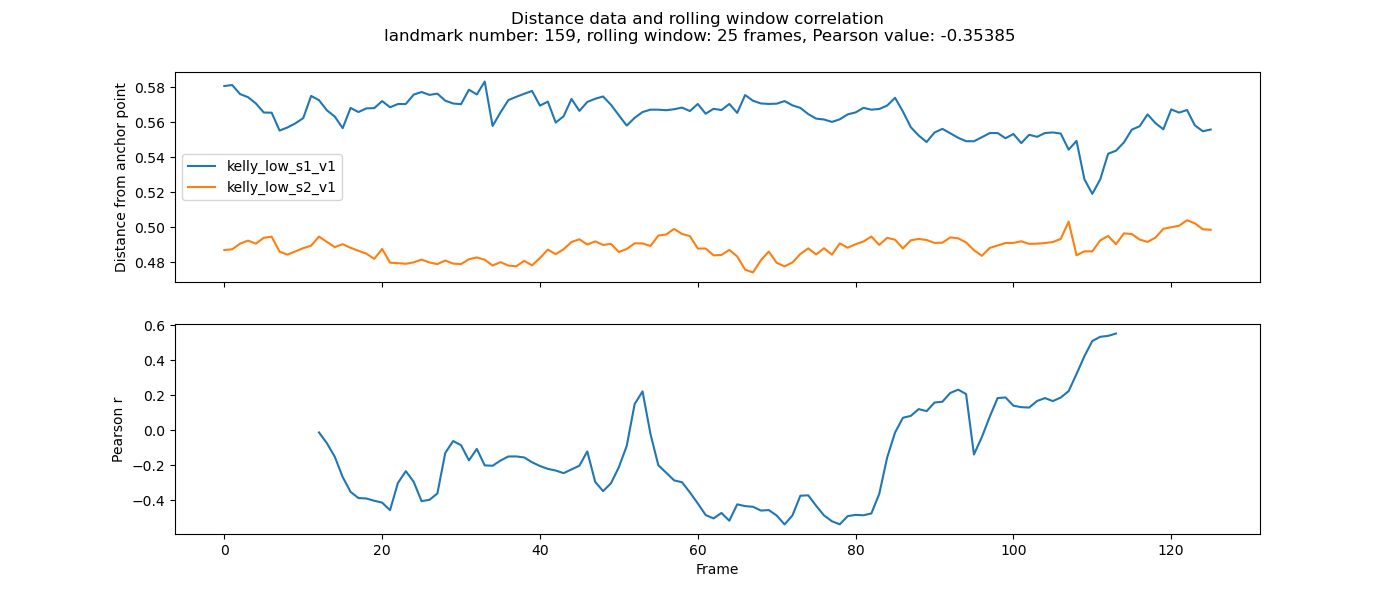 Distance data and rolling window correlation
landmark number: 159, rolling window: 25 frames, Pearson value: -0.35385
Distance from anchor point
0.58
0.56
0.54
0.52
0.50
0.48
kelly_low_s1_v1
kelly_low_s2_v1
Pearson r
0.6
0.4
0.2
0.0
−0.2
−0.4
0 20 40 60 80 100 120
Frame